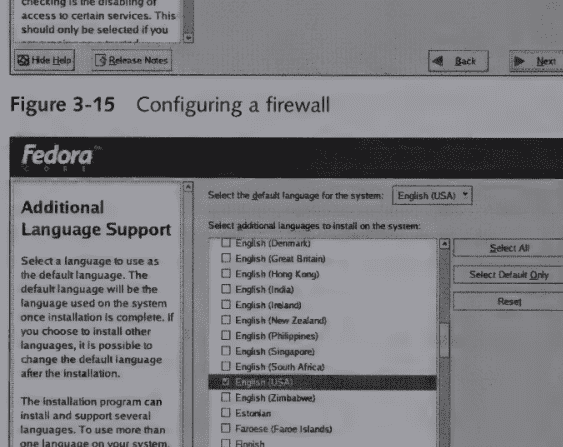 checking is the disabling of
access to certain services. This
should only be selected if you
Hide Help
Release Notes
Back
Next
Figure 3-15 Configuring a firewall
Fedora™
CORE
Additional
Language Support
Select a language to use as
the default language. The
default language will be the
language used on the system
once installation is complete. If
you choose to install other
languages, it is possible to
change the default language
after the installation.
The installation program can
install and support several
languages. To use more than
one language on your system,
Select the default language for the system: English (USA)
Select additional languages to install on the system:
English (Denmark)
English (Great Britain)
English (Hong Kong)
English (India)
English (Ireland)
English (New Zealand)
English (Philippines)
English (Singapore)
English (South Africa)
English (USA)
English (Zimbabwe)
Estonian
Faroese (Faroe Islands)
Finnish
Select All
Select Default Only
Reset